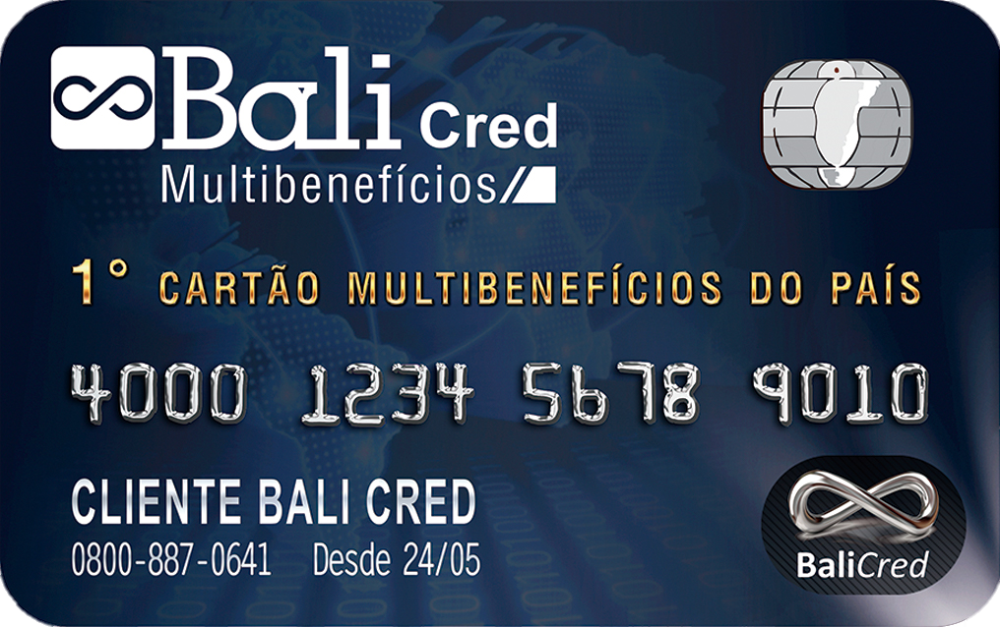 Bali Cred
Multibenefícios
1° CARTÃO MULTIBENEFÍCIOS DO PAÍS
4000 1234 5678 9010
CLIENTE BALI CRED
0800-887-0641 Desde 24/05
BaliCred